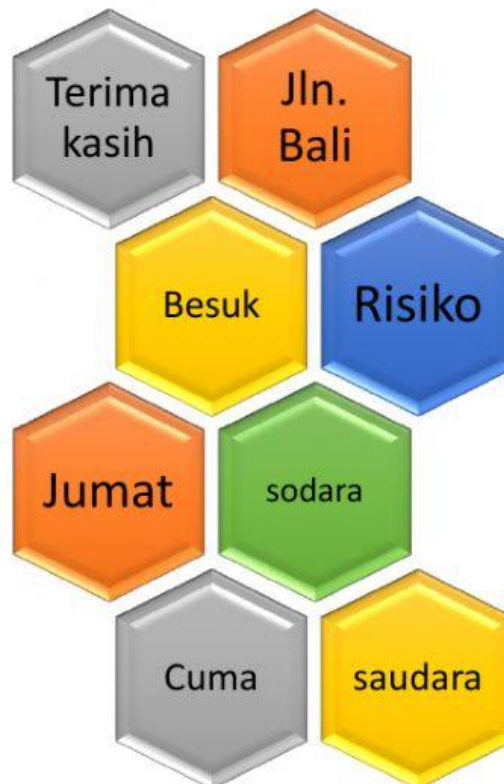 Terima
kasih
Jln.
Bali
Besuk
Risiko
Jumat
sodara
Cuma
saudara